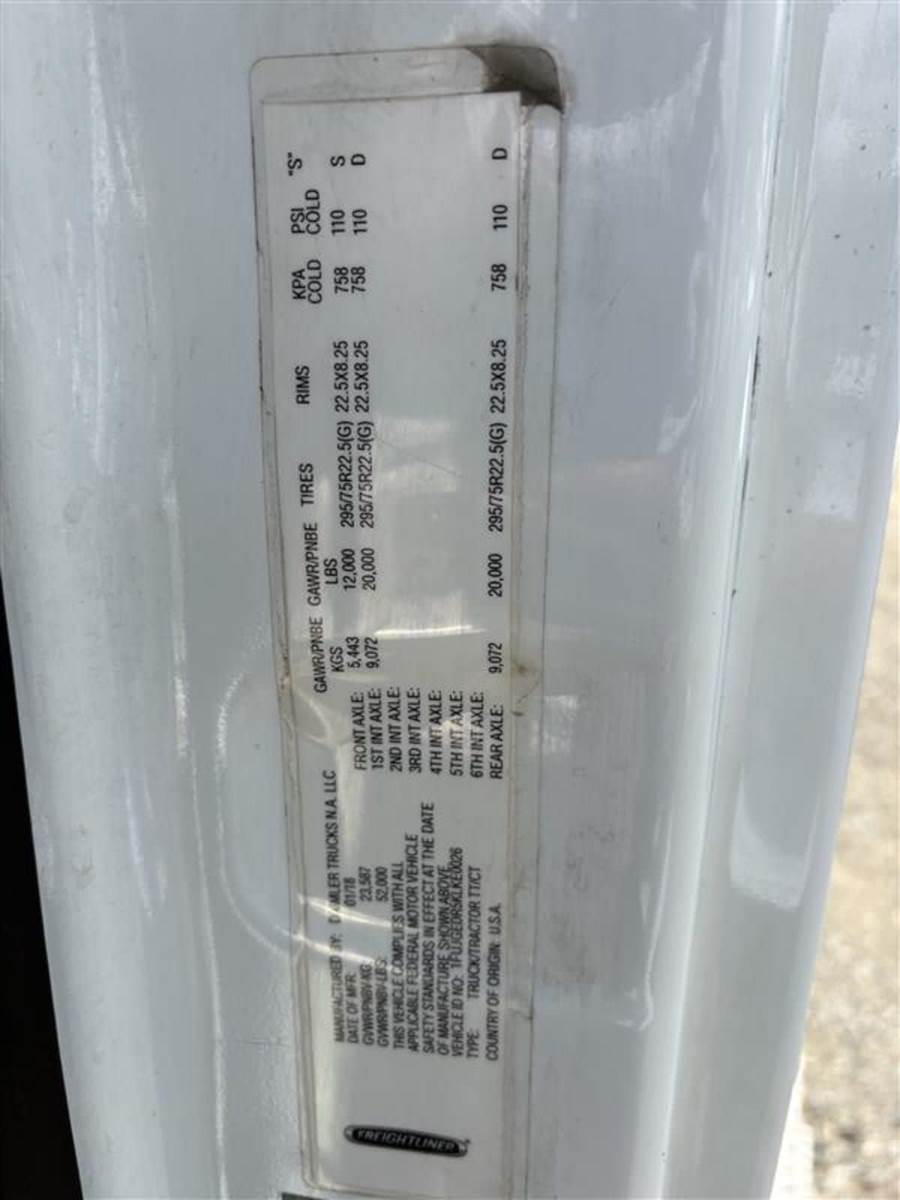 FREIGHTLINER
MANUFACTURED BY: DAIMLER TRUCKS N.A. LLC
DATE OF MFR: 01/18
GVWR/PNBV-KG: 23,587
GVWR/PNBV-LBS: 52,000
THIS VEHICLE COMPLIES WITH ALL
APPLICABLE FEDERAL MOTOR VEHICLE
SAFETY STANDARDS IN EFFECT AT THE DATE
OF MANUFACTURE SHOWN ABOVE.
VEHICLE ID NO.: 1FUJGEDR5KLKE0026
TYPE: TRUCK/TRACTOR TT/CT
COUNTRY OF ORIGIN: U.S.A.
GAWR/PNBE GAWR/PNBE TIRES RIMS KPA PSI "S"
KGS LBS COLD COLD
FRONT AXLE: 5,443 12,000 295/75R22.5(G) 22.5X8.25 758 110 S
1ST INT AXLE: 9,072 20,000 295/75R22.5(G) 22.5X8.25 758 110 D
2ND INT AXLE:
3RD INT AXLE:
4TH INT AXLE:
5TH INT AXLE:
6TH INT AXLE:
REAR AXLE: 9,072 20,000 295/75R22.5(G) 22.5X8.25 758 110 D